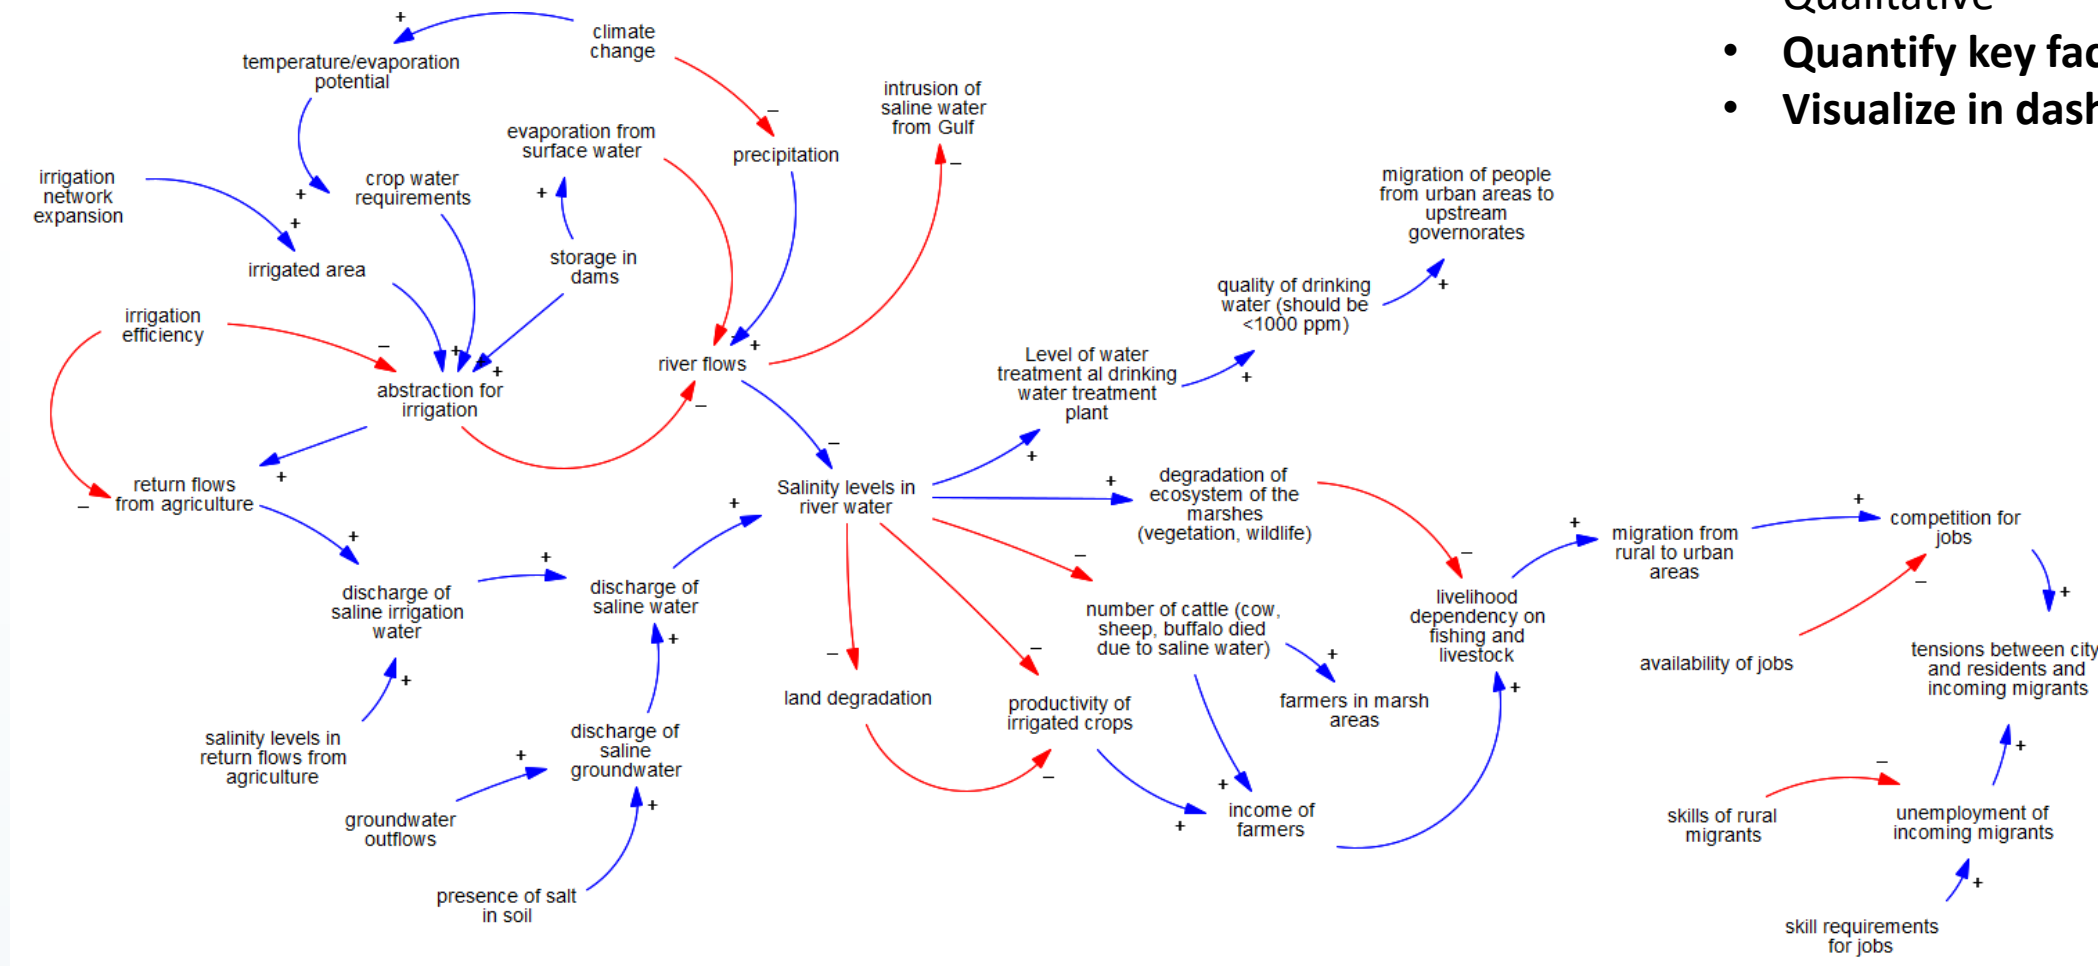 Qualitative
• Quantify key fac
• Visualize in dash
climate
change
temperature/evaporation
potential
intrusion of
saline water
from Gulf
evaporation from
surface water
precipitation
irrigation
network
expansion
crop water
requirements
migration of people
from urban areas to
upstream
governorates
irrigated area
storage in
dams
quality of drinking
water (should be
<1000 ppm)
irrigation
efficiency
river flows
Level of water
treatment al drinking
water treatment
plant
abstraction for
irrigation
return flows
from agriculture
Salinity levels in
river water
degradation of
ecosystem of the
marshes
(vegetation, wildlife)
migration from
rural to urban
areas
competition for
jobs
discharge of
saline irrigation
water
discharge of
saline water
number of cattle (cow,
sheep, buffalo died
due to saline water)
livelihood
dependency on
fishing and
livestock
availability of jobs
tensions between city
and residents and
incoming migrants
land degradation
productivity of
irrigated crops
farmers in marsh
areas
salinity levels in
return flows from
agriculture
discharge of
saline
groundwater
groundwater
outflows
income of
farmers
skills of rural
migrants
unemployment of
incoming migrants
presence of salt
in soil
skill requirements
for jobs